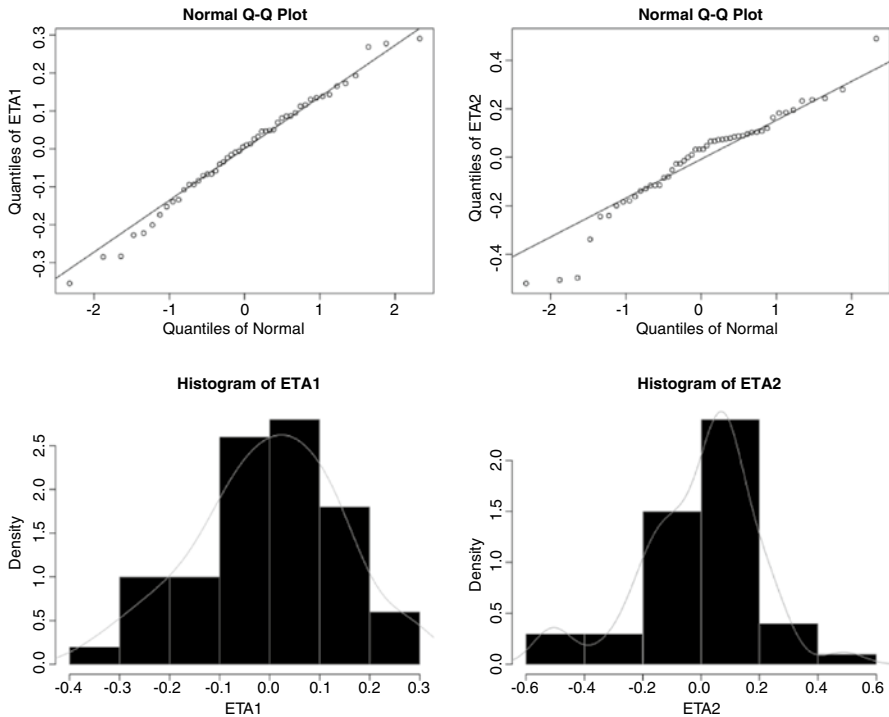 Normal Q-Q Plot
Quantiles of ETA1
0.3
0.2
0.1
0.0
-0.1
-0.2
-0.3
-2 -1 0 1 2
Quantiles of Normal
Normal Q-Q Plot
Quantiles of ETA2
0.4
0.2
0.0
-0.2
-0.4
-2 -1 0 1 2
Quantiles of Normal
Histogram of ETA1
Density
2.5
2.0
1.5
1.0
0.5
0.0
-0.4 -0.3 -0.2 -0.1 0.0 0.1 0.2 0.3
ETA1
Histogram of ETA2
Density
2.0
1.5
1.0
0.5
0.0
-0.6 -0.4 -0.2 0.0 0.2 0.4 0.6
ETA2